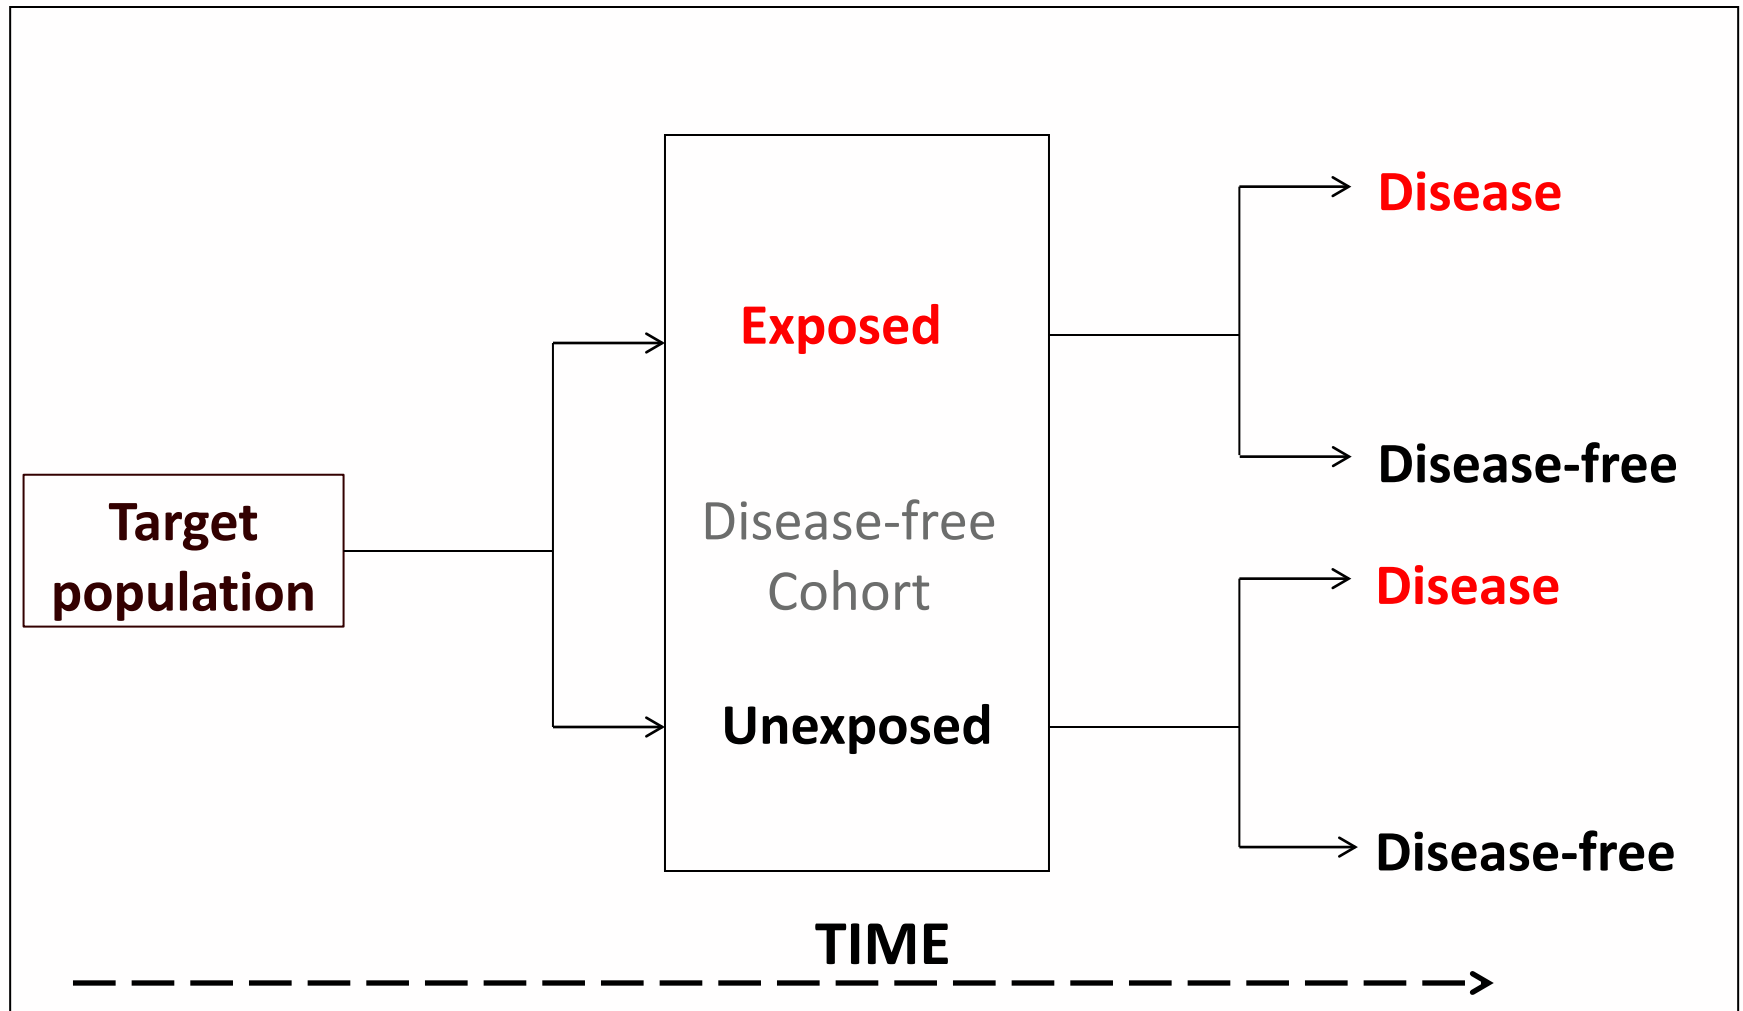 Target
population
Exposed
Disease-free
Cohort
Unexposed
Disease
Disease-free
Disease
Disease-free
TIME